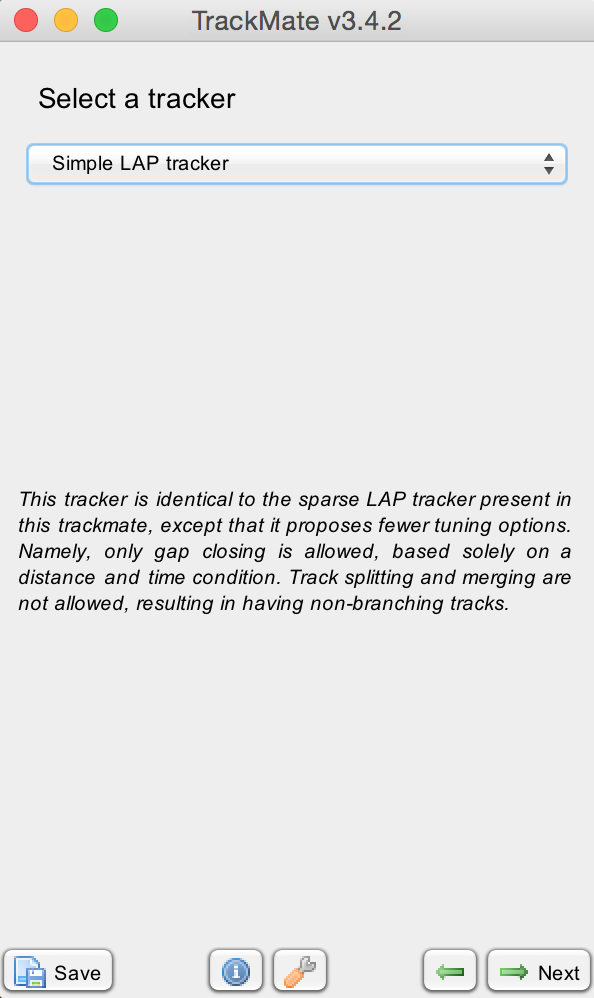 TrackMate v3.4.2
Select a tracker
Simple LAP tracker
This tracker is identical to the sparse LAP tracker present in
this trackmate, except that it proposes fewer tuning options.
Namely, only gap closing is allowed, based solely on a
distance and time condition. Track splitting and merging are
not allowed, resulting in having non-branching tracks.
Save
Next